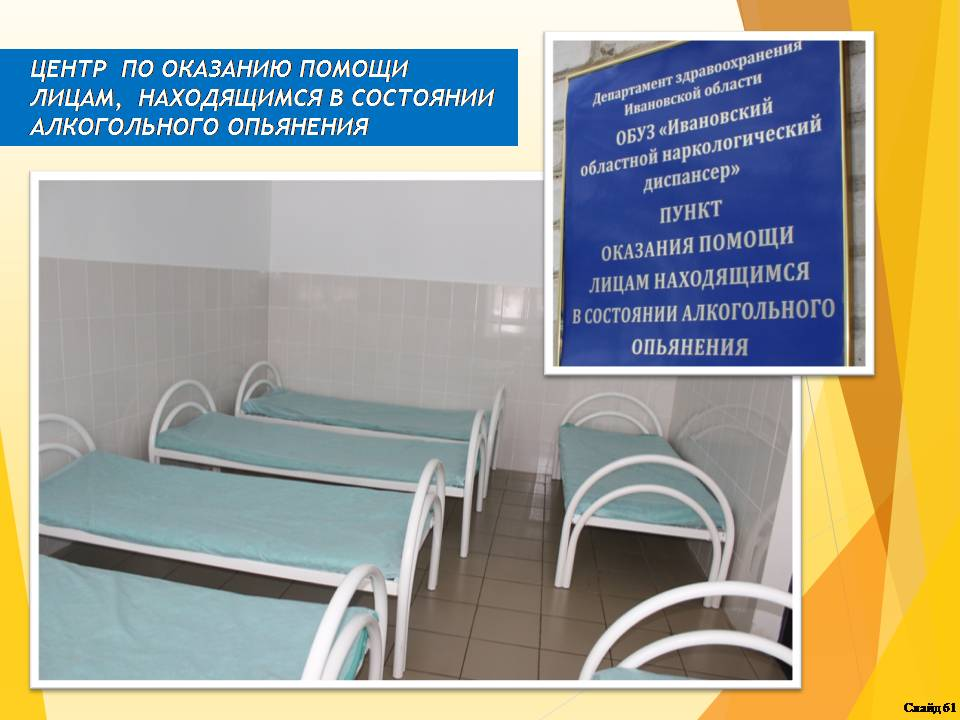 ЦЕНТР ПО ОКАЗАНИЮ ПОМОЩИ
ЛИЦАМ, НАХОДЯЩИМСЯ В СОСТОЯНИИ
АЛКОГОЛЬНОГО ОПЬЯНЕНИЯ
Департамент здравоохранения
Ивановской области
ОБУЗ «Ивановский
областной наркологический
диспансер»
ПУНКТ
ОКАЗАНИЯ ПОМОЩИ
ЛИЦАМ НАХОДЯЩИМСЯ
В СОСТОЯНИИ АЛКОГОЛЬНОГО
ОПЬЯНЕНИЯ
Слайд 61